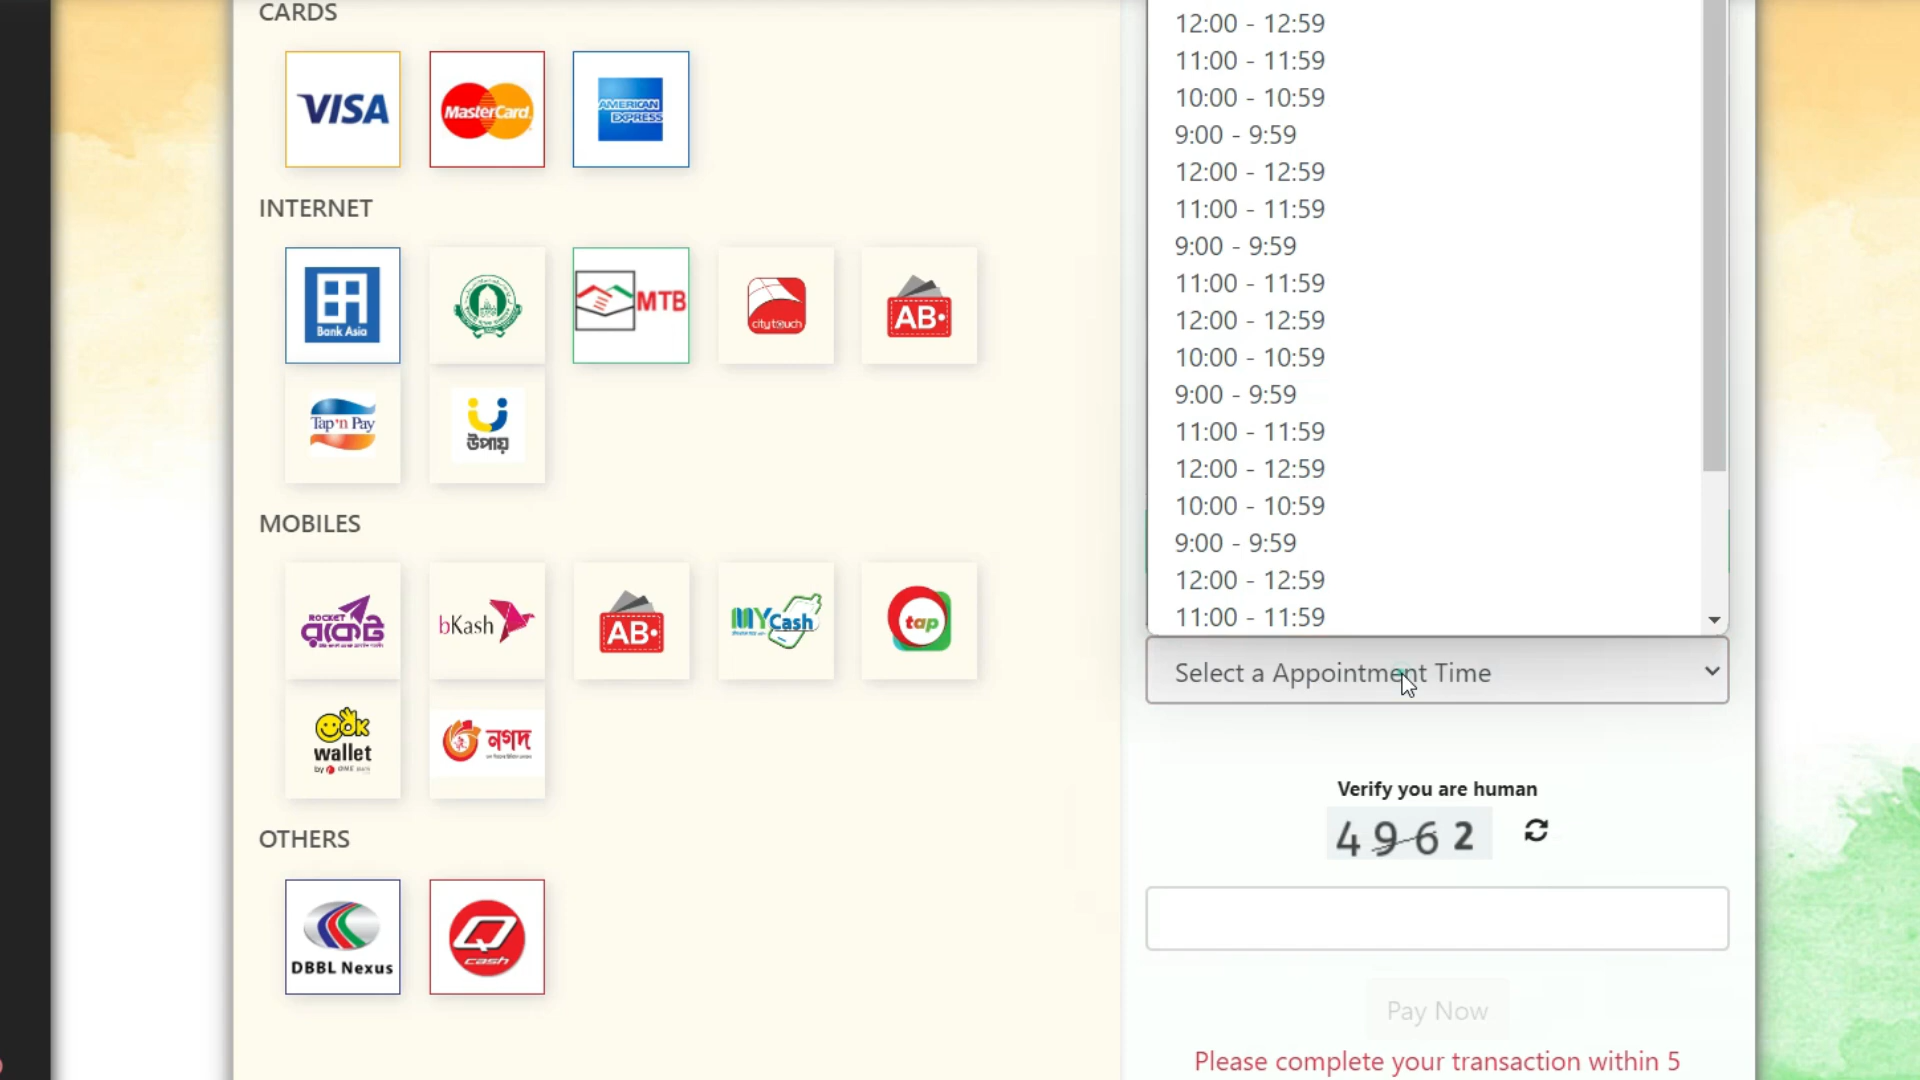 CARDS
VISA
MasterCard
AMERICAN
EXPRESS
INTERNET
Bank Asia
MTB
citytouch
AB
Tap'n Pay
উপায়
MOBILES
ROCKET
রকেট
bKash
AB
MYCash
tap
OK
wallet
by ONE Bank
নগদ
OTHERS
DBBL Nexus
Q
cash
12:00 - 12:59
11:00 - 11:59
10:00 - 10:59
9:00 - 9:59
12:00 - 12:59
11:00 - 11:59
9:00 - 9:59
11:00 - 11:59
12:00 - 12:59
10:00 - 10:59
9:00 - 9:59
11:00 - 11:59
12:00 - 12:59
10:00 - 10:59
9:00 - 9:59
12:00 - 12:59
11:00 - 11:59
Select a Appointment Time
Verify you are human
4962
Pay Now
Please complete your transaction within 5